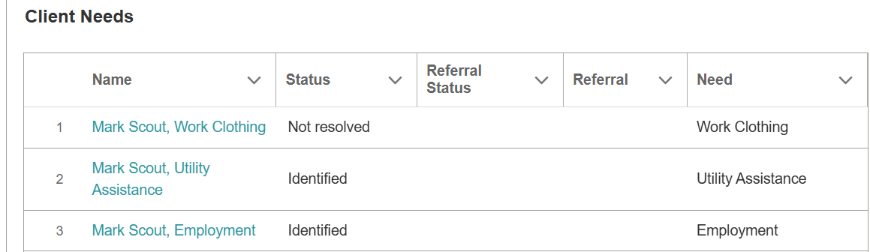 Client Needs
Name Status Referral Status Referral Need
1 Mark Scout, Work Clothing Not resolved Work Clothing
2 Mark Scout, Utility Assistance Identified Utility Assistance
3 Mark Scout, Employment Identified Employment